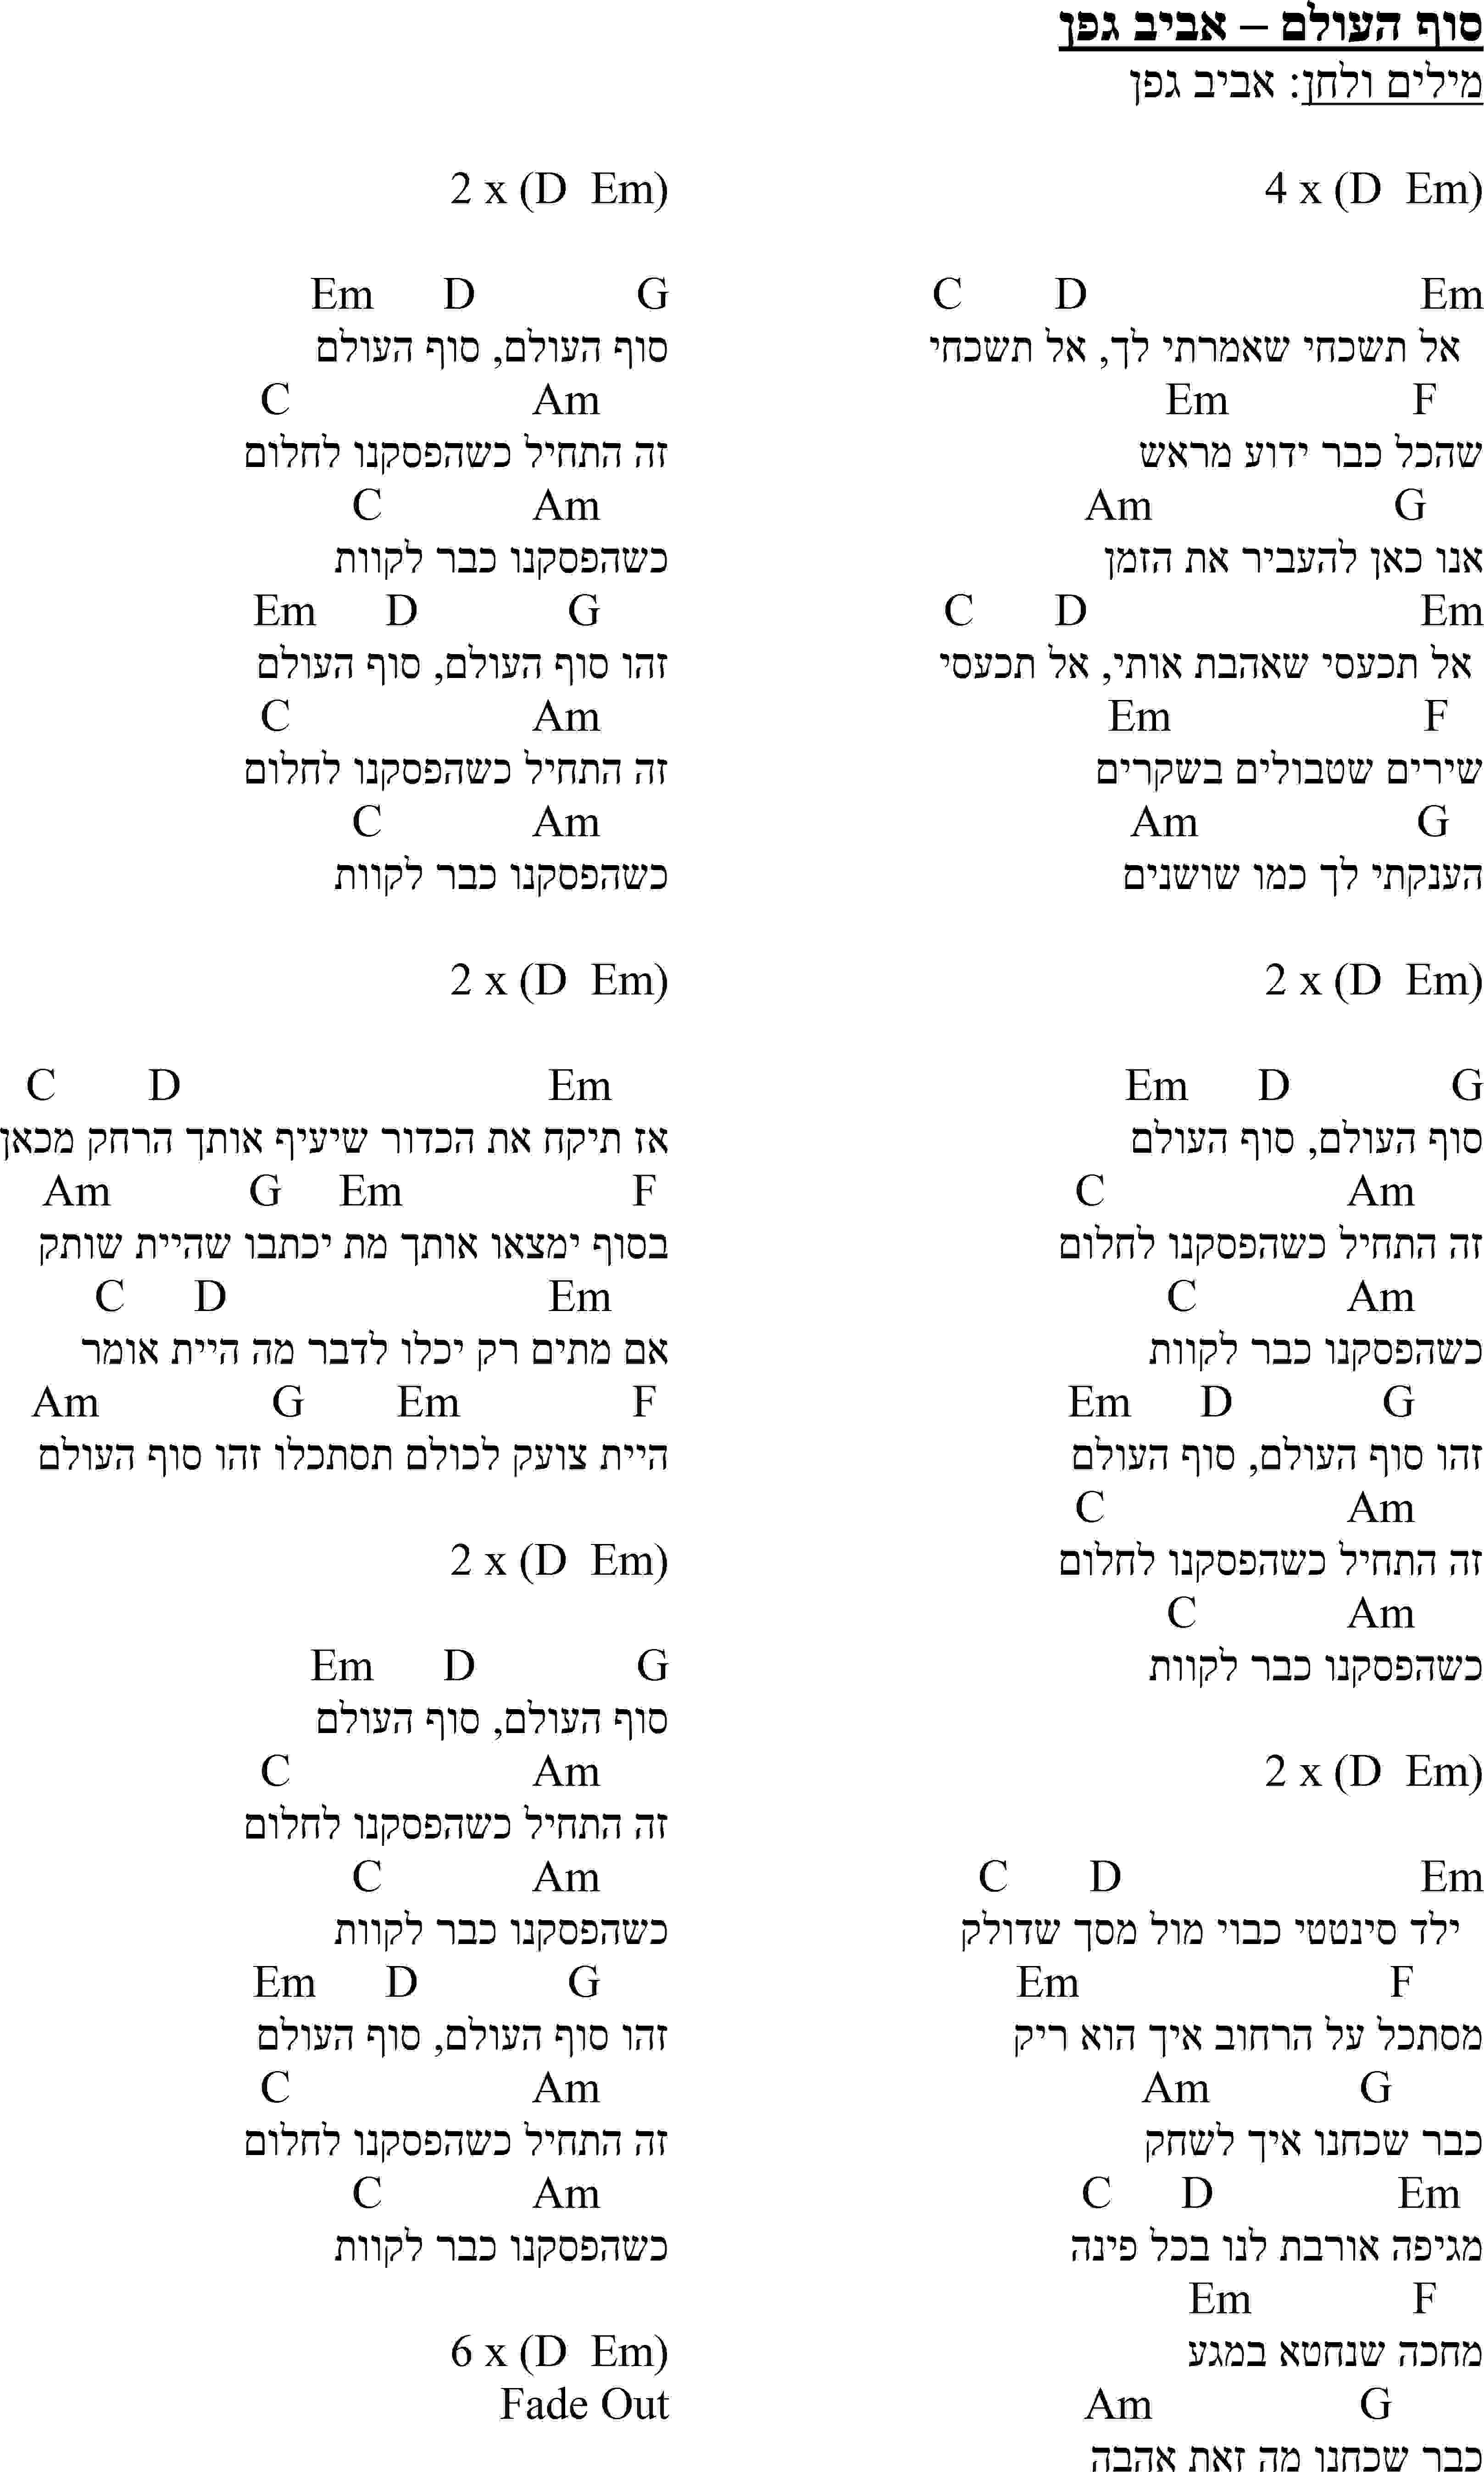 סוף העולם – אביב גפן
מילים ולחן: אביב גפן
4 x (D  Em)
C D Em
אל תשכחי שאמרתי לך, אל תשכחי
Em F
שהכל כבר ידוע מראש
Am G
אנו כאן להעביר את הזמן
C D Em
אל תכעסי שאהבת אותי, אל תכעסי
Em F
שירים שטבולים בשקרים
Am G
הענקתי לך כמו שושנים
2 x (D  Em)
Em D G
סוף העולם, סוף העולם
C Am
זה התחיל כשהפסקנו לחלום
C Am
כשהפסקנו כבר לקוות
Em D G
זהו סוף העולם, סוף העולם
C Am
זה התחיל כשהפסקנו לחלום
C Am
כשהפסקנו כבר לקוות
2 x (D  Em)
C D Em
ילד סינטטי כבוי מול מסך שדולק
Em F
מסתכל על הרחוב איך הוא ריק
Am G
כבר שכחנו איך לשחק
C D Em
מגיפה אורבת לנו בכל פינה
Em F
מחכה שנחטא במגע
Am G
כבר שכחנו מה זאת אהבה
2 x (D  Em)
Em D G
סוף העולם, סוף העולם
C Am
זה התחיל כשהפסקנו לחלום
C Am
כשהפסקנו כבר לקוות
Em D G
זהו סוף העולם, סוף העולם
C Am
זה התחיל כשהפסקנו לחלום
C Am
כשהפסקנו כבר לקוות
2 x (D  Em)
C D Em
אז תיקח את הכדור שיעיף אותך הרחק מכאן
Am G Em F
בסוף ימצאו אותך מת יכתבו שהיית שותק
C D Em
אם מתים רק יכלו לדבר מה היית אומר
Am G Em F
היית צועק לכולם תסתכלו זהו סוף העולם
2 x (D  Em)
Em D G
סוף העולם, סוף העולם
C Am
זה התחיל כשהפסקנו לחלום
C Am
כשהפסקנו כבר לקוות
Em D G
זהו סוף העולם, סוף העולם
C Am
זה התחיל כשהפסקנו לחלום
C Am
כשהפסקנו כבר לקוות
6 x (D  Em)
Fade Out